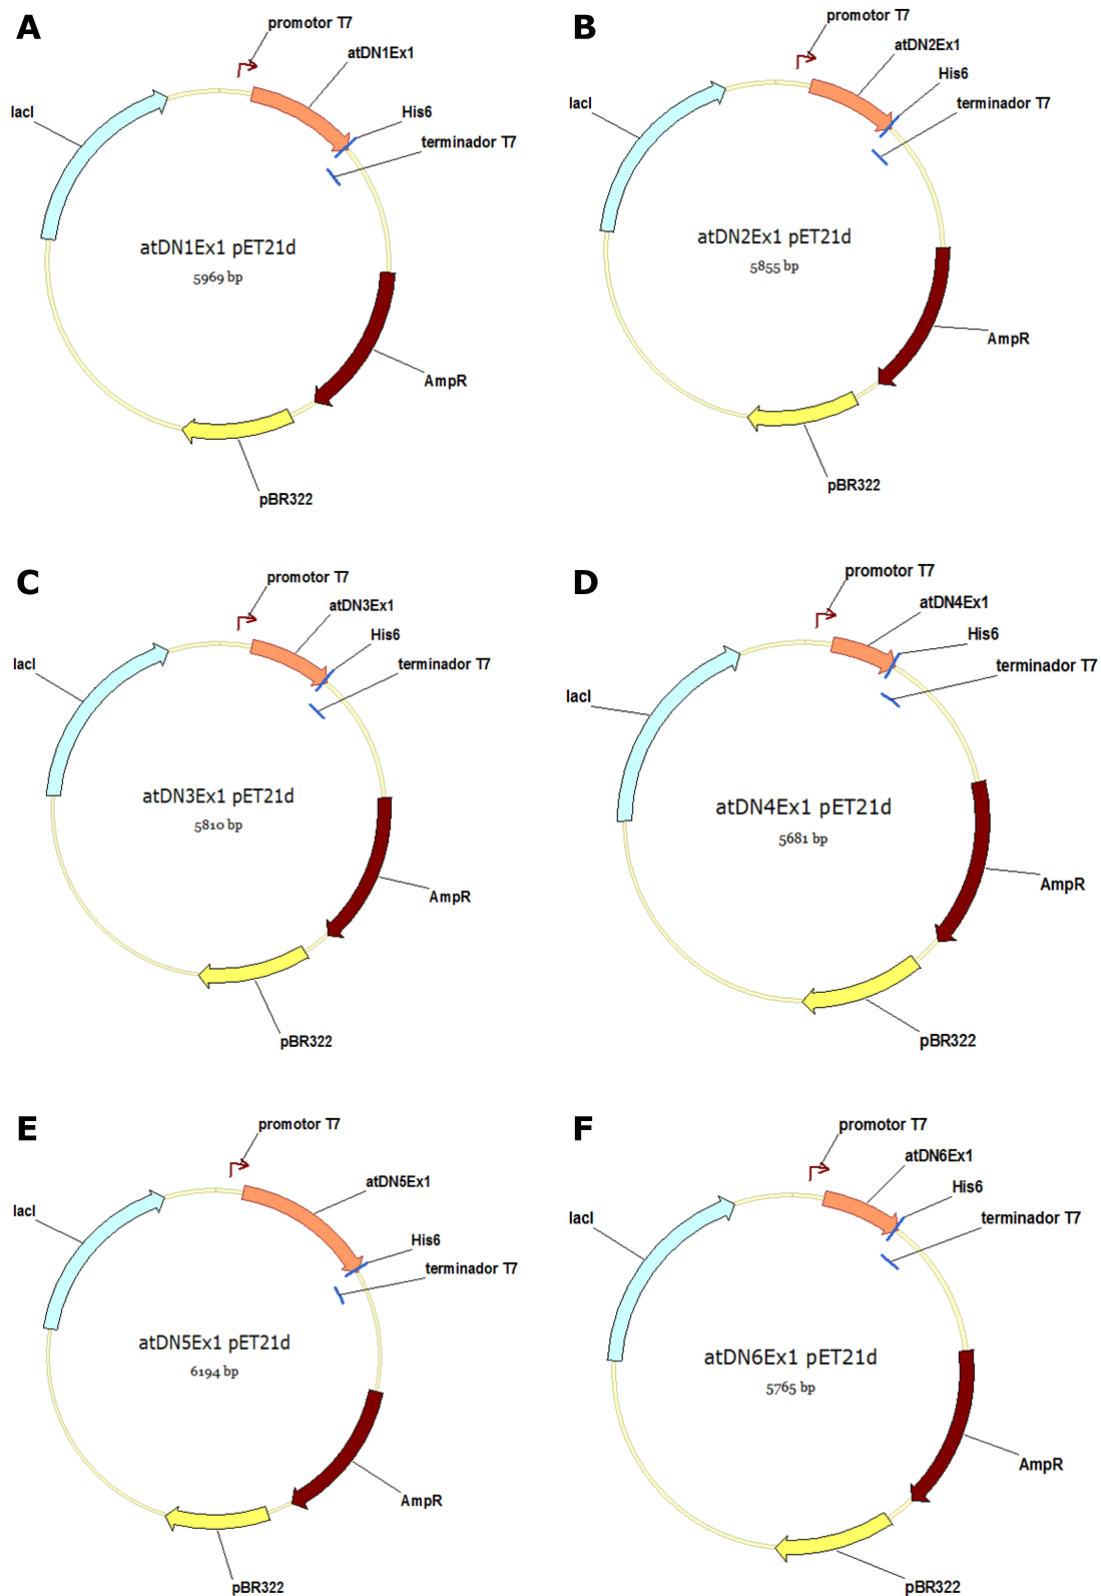 A
promotor T7
atDN1Ex1
His6
terminador T7
lacI
atDN1Ex1 pET21d
5969 bp
AmpR
pBR322
B
promotor T7
atDN2Ex1
His6
terminador T7
lacI
atDN2Ex1 pET21d
5855 bp
AmpR
pBR322
C
promotor T7
atDN3Ex1
His6
terminador T7
lacI
atDN3Ex1 pET21d
5810 bp
AmpR
pBR322
D
promotor T7
atDN4Ex1
His6
terminador T7
lacI
atDN4Ex1 pET21d
5681 bp
AmpR
pBR322
E
promotor T7
atDN5Ex1
His6
terminador T7
lacI
atDN5Ex1 pET21d
6194 bp
AmpR
pBR322
F
promotor T7
atDN6Ex1
His6
terminador T7
lacI
atDN6Ex1 pET21d
5765 bp
AmpR
pBR322